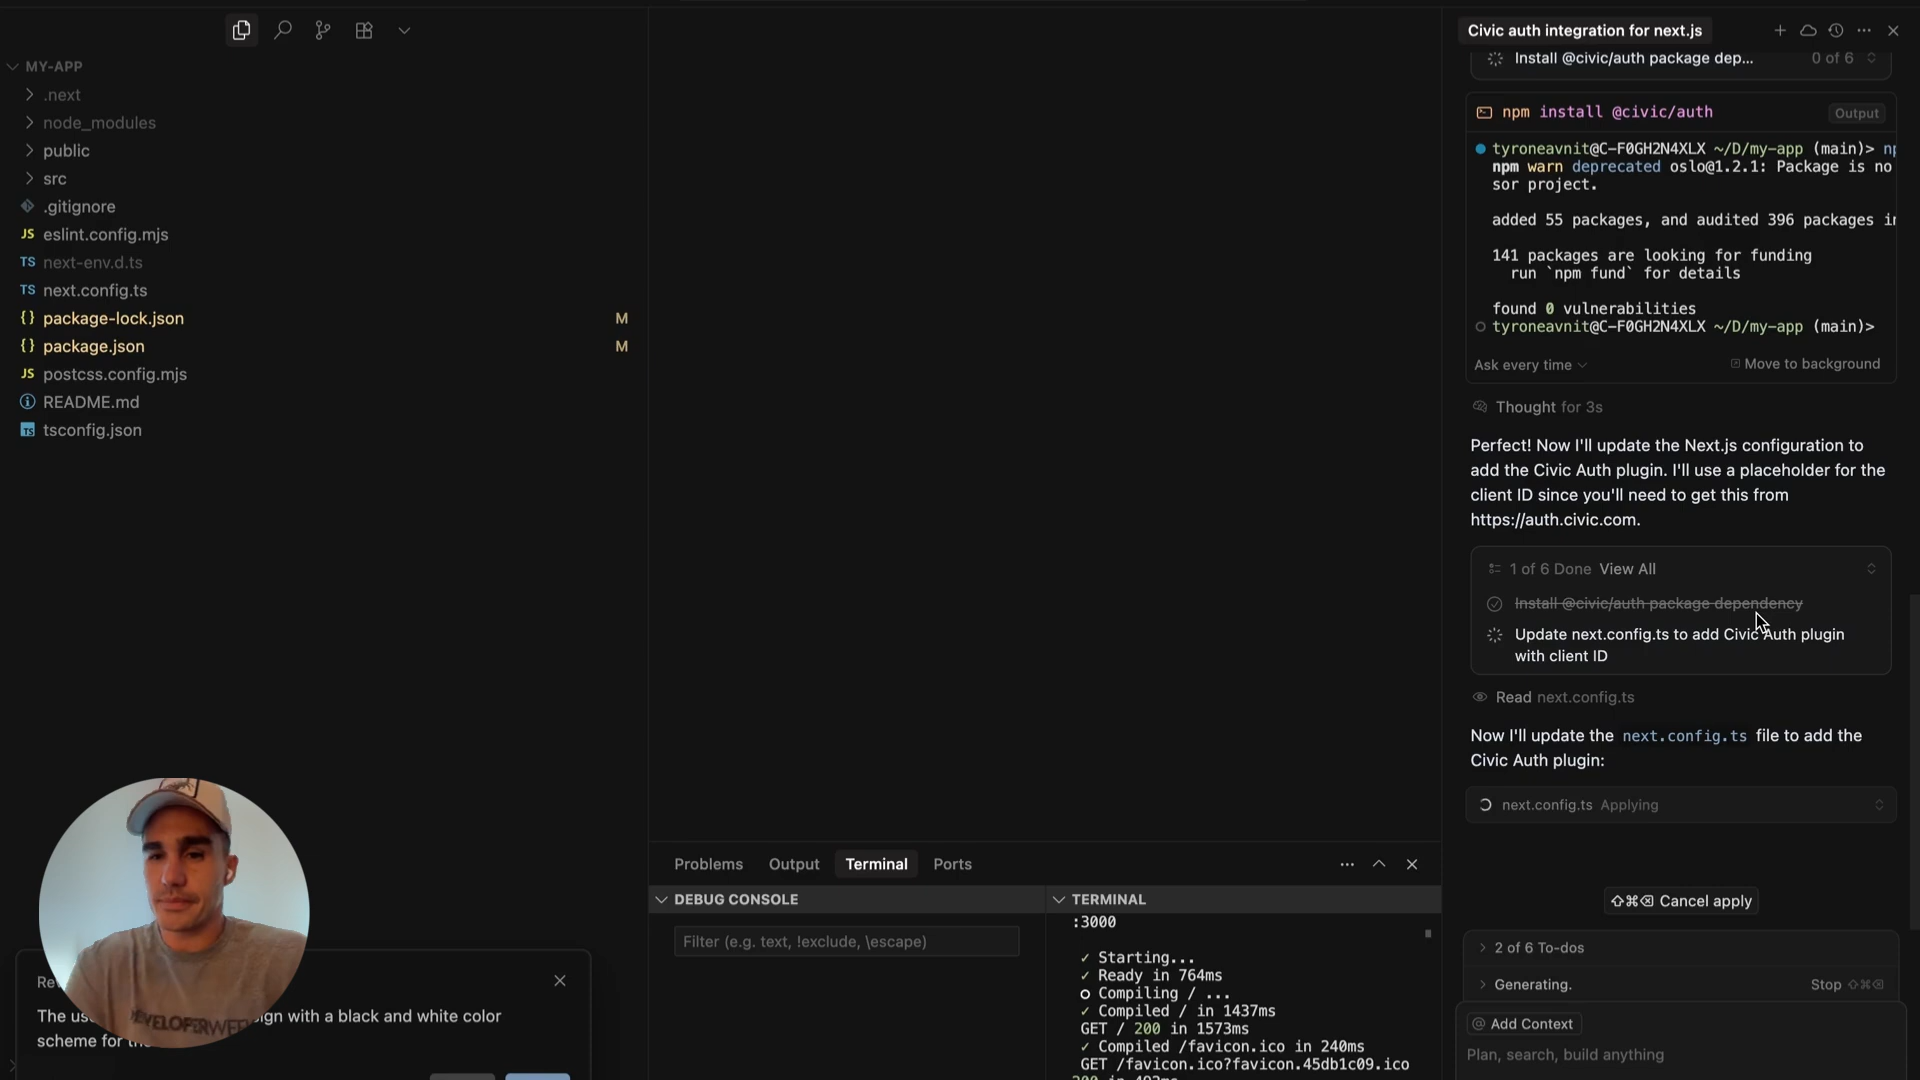 MY-APP
.next
node_modules
public
src
.gitignore
JS eslint.config.mjs
TS next-env.d.ts
TS next.config.ts
{} package-lock.json M
{} package.json M
JS postcss.config.mjs
README.md
TS tsconfig.json
The us
ign with a black and white color
scheme for th
Problems Output Terminal Ports
DEBUG CONSOLE
Filter (e.g. text, !exclude, \escape)
TERMINAL
:3000
✓ Starting...
✓ Ready in 764ms
○ Compiling / ...
✓ Compiled / in 1437ms
GET / 200 in 1573ms
✓ Compiled /favicon.ico in 240ms
GET /favicon.ico?favicon.45db1c09.ico
Civic auth integration for next.js
Install @civic/auth package dep... 0 of 6
npm install @civic/auth Output
tyroneavnit@C-F0GH2N4XLX ~/D/my-app (main)> np
npm warn deprecated oslo@1.2.1: Package is no
sor project.
added 55 packages, and audited 396 packages in
141 packages are looking for funding
run `npm fund` for details
found 0 vulnerabilities
tyroneavnit@C-F0GH2N4XLX ~/D/my-app (main)>
Ask every time Move to background
Thought for 3s
Perfect! Now I'll update the Next.js configuration to
add the Civic Auth plugin. I'll use a placeholder for the
client ID since you'll need to get this from
https://auth.civic.com.
1 of 6 Done View All
Install @civic/auth package dependency
Update next.config.ts to add Civic Auth plugin
with client ID
Read next.config.ts
Now I'll update the next.config.ts file to add the
Civic Auth plugin:
next.config.ts Applying
⇧⌘⌫ Cancel apply
2 of 6 To-dos
Generating. Stop ⇧⌘⌫
@ Add Context
Plan, search, build anything